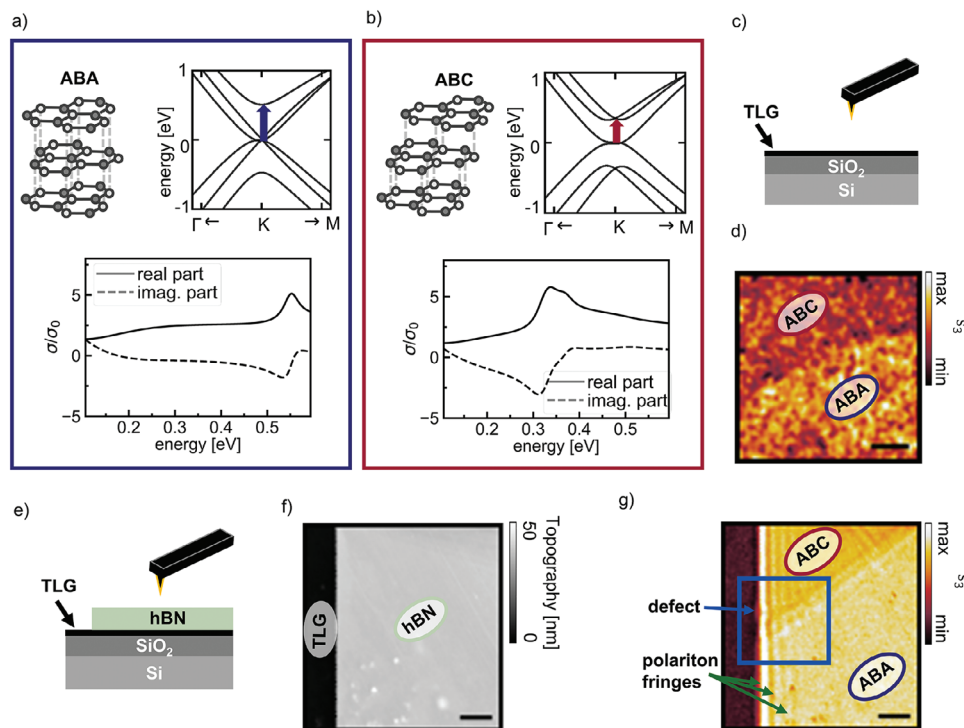 a)
ABA
energy [eV]
1
0
-1
Γ ← K → M
real part
imag. part
σ/σ₀
5
0
−5
0.2 0.3 0.4 0.5
energy [eV]
b)
ABC
energy [eV]
1
0
-1
Γ ← K → M
real part
imag. part
σ/σ₀
5
0
−5
0.2 0.3 0.4 0.5
energy [eV]
c)
TLG
SiO₂
Si
d)
ABC
ABA
max
s₃
min
e)
TLG
hBN
SiO₂
Si
f)
TLG
hBN
50
Topography [nm]
0
g)
ABC
defect
polariton
fringes
ABA
max
s₃
min